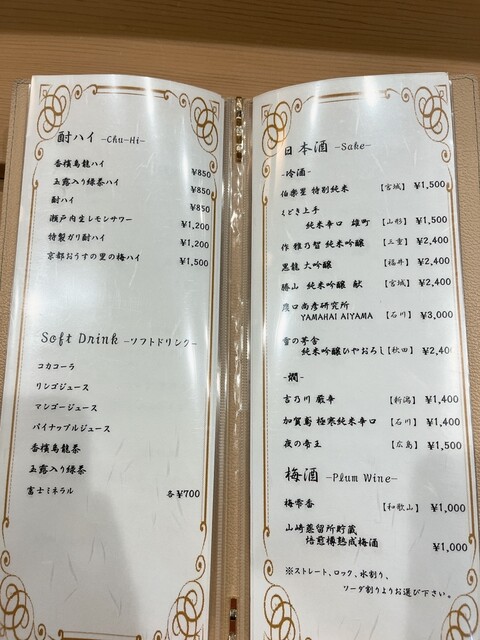 酎ハイ -Chu-Hi-
香檳烏龍ハイ ¥850
玉露入り緑茶ハイ ¥850
酎ハイ ¥850
瀬戸内生レモンサワー ¥1,200
特製ガリ酎ハイ ¥1,200
京都おうすの里の梅ハイ ¥1,500
Soft Drink -ソフトドリンク-
コカコーラ
リンゴジュース
マンゴージュース
パイナップルジュース
香檳烏龍茶
玉露入り緑茶
富士ミネラル 各¥700
日本酒 -Sake-
-冷酒-
伯楽星 特別純米 【宮城】 ¥1,500
くどき上手
純米辛口 雄町 【山形】 ¥1,500
作 雅乃智 純米吟醸 【三重】 ¥2,400
黒龍 大吟醸 【福井】 ¥2,400
勝山 純米吟醸 献 【宮城】 ¥2,400
農口尚彦研究所
YAMAHAI AIYAMA 【石川】 ¥3,000
雪の茅舎
純米吟醸ひやおろし 【秋田】 ¥2,40
-燗-
吉乃川 厳辛 【新潟】 ¥1,400
加賀鳶 極寒純米辛口 【石川】 ¥1,400
夜の帝王 【広島】 ¥1,500
梅酒 -Plum Wine-
梅雫香 【和歌山】 ¥1,000
山崎蒸留所貯蔵
焙煎樽熟成梅酒 ¥1,000
※ストレート、ロック、水割り、
ソーダ割りよりお選び下さい。